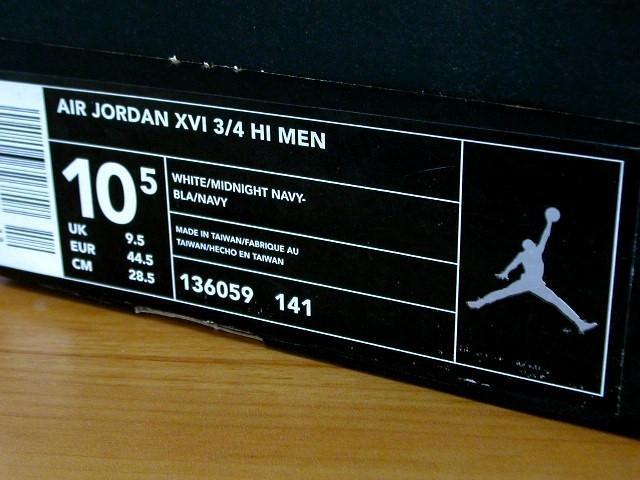 AIR JORDAN XVI 3/4 HI MEN
10 5
UK 9.5
EUR 44.5
CM 28.5
WHITE/MIDNIGHT NAVY-
BLA/NAVY
MADE IN TAIWAN/FABRIQUE AU
TAIWAN/HECHO EN TAIWAN
136059 141